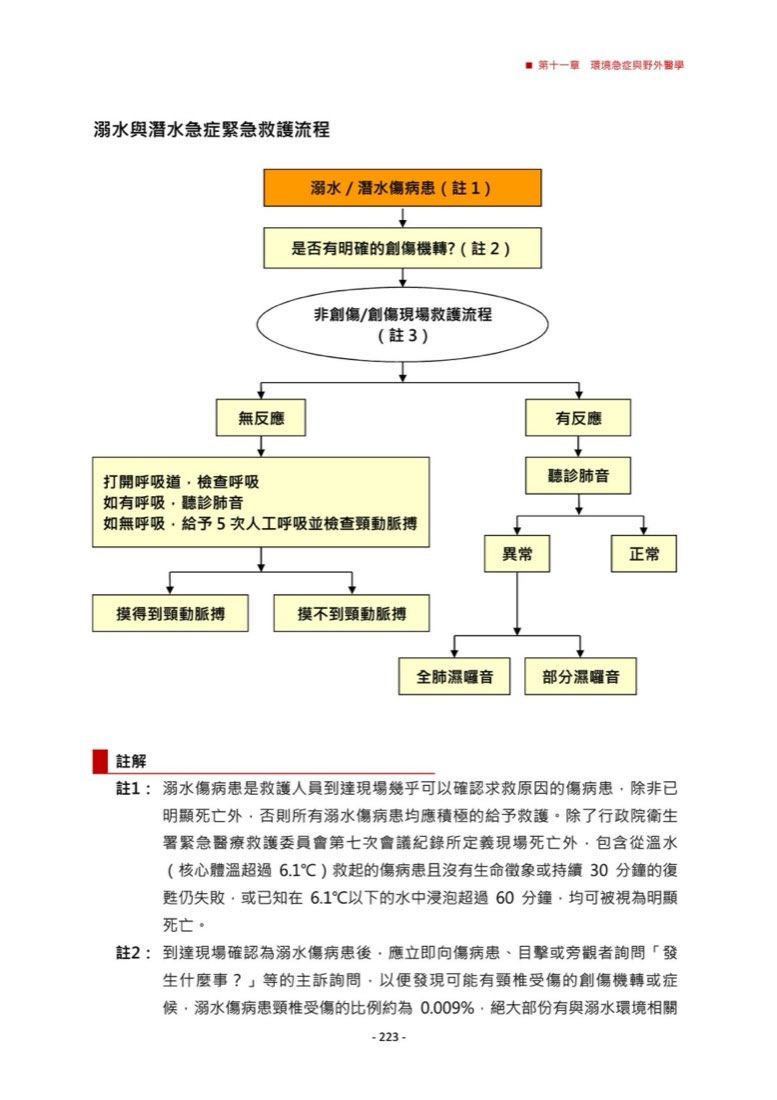 ■ 第十一章　環境急症與野外醫學
溺水與潛水急症緊急救護流程
溺水 / 潛水傷病患（註 1）
是否有明確的創傷機轉?（註 2）
非創傷/創傷現場救護流程
（註 3）
無反應
有反應
打開呼吸道，檢查呼吸
如有呼吸，聽診肺音
如無呼吸，給予 5 次人工呼吸並檢查頸動脈搏
聽診肺音
異常
正常
摸得到頸動脈搏
摸不到頸動脈搏
全肺濕囉音
部分濕囉音
註解
註1： 溺水傷病患是救護人員到達現場幾乎可以確認求救原因的傷病患，除非已
明顯死亡外，否則所有溺水傷病患均應積極的給予救護。除了行政院衛生
署緊急醫療救護委員會第七次會議紀錄所定義現場死亡外，包含從溫水
（核心體溫超過 6.1℃）救起的傷病患且沒有生命徵象或持續 30 分鐘的復
甦仍失敗，或已知在 6.1℃以下的水中浸泡超過 60 分鐘，均可被視為明顯
死亡。
註2： 到達現場確認為溺水傷病患後，應立即向傷病患、目擊或旁觀者詢問「發
生什麼事？」等的主訴詢問，以便發現可能有頸椎受傷的創傷機轉或症
候，溺水傷病患頸椎受傷的比例約為 0.009%，絕大部份有與溺水環境相關
- 223 -